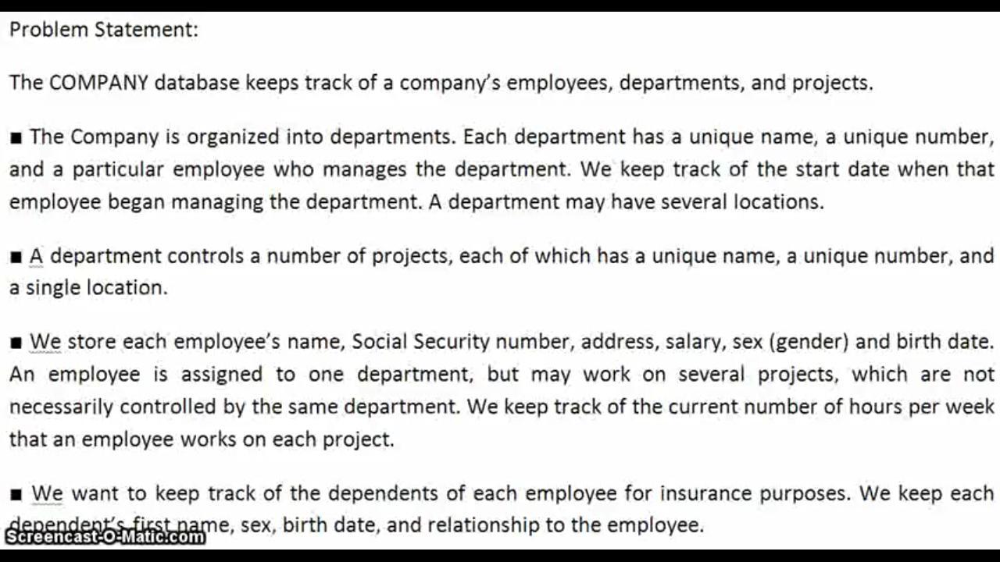 Problem Statement:
The COMPANY database keeps track of a company’s employees, departments, and projects.
■ The Company is organized into departments. Each department has a unique name, a unique number,
and a particular employee who manages the department. We keep track of the start date when that
employee began managing the department. A department may have several locations.
■ A department controls a number of projects, each of which has a unique name, a unique number, and
a single location.
■ We store each employee’s name, Social Security number, address, salary, sex (gender) and birth date.
An employee is assigned to one department, but may work on several projects, which are not
necessarily controlled by the same department. We keep track of the current number of hours per week
that an employee works on each project.
■ We want to keep track of the dependents of each employee for insurance purposes. We keep each
dependent’s first name, sex, birth date, and relationship to the employee.
Screencast-O-Matic.com